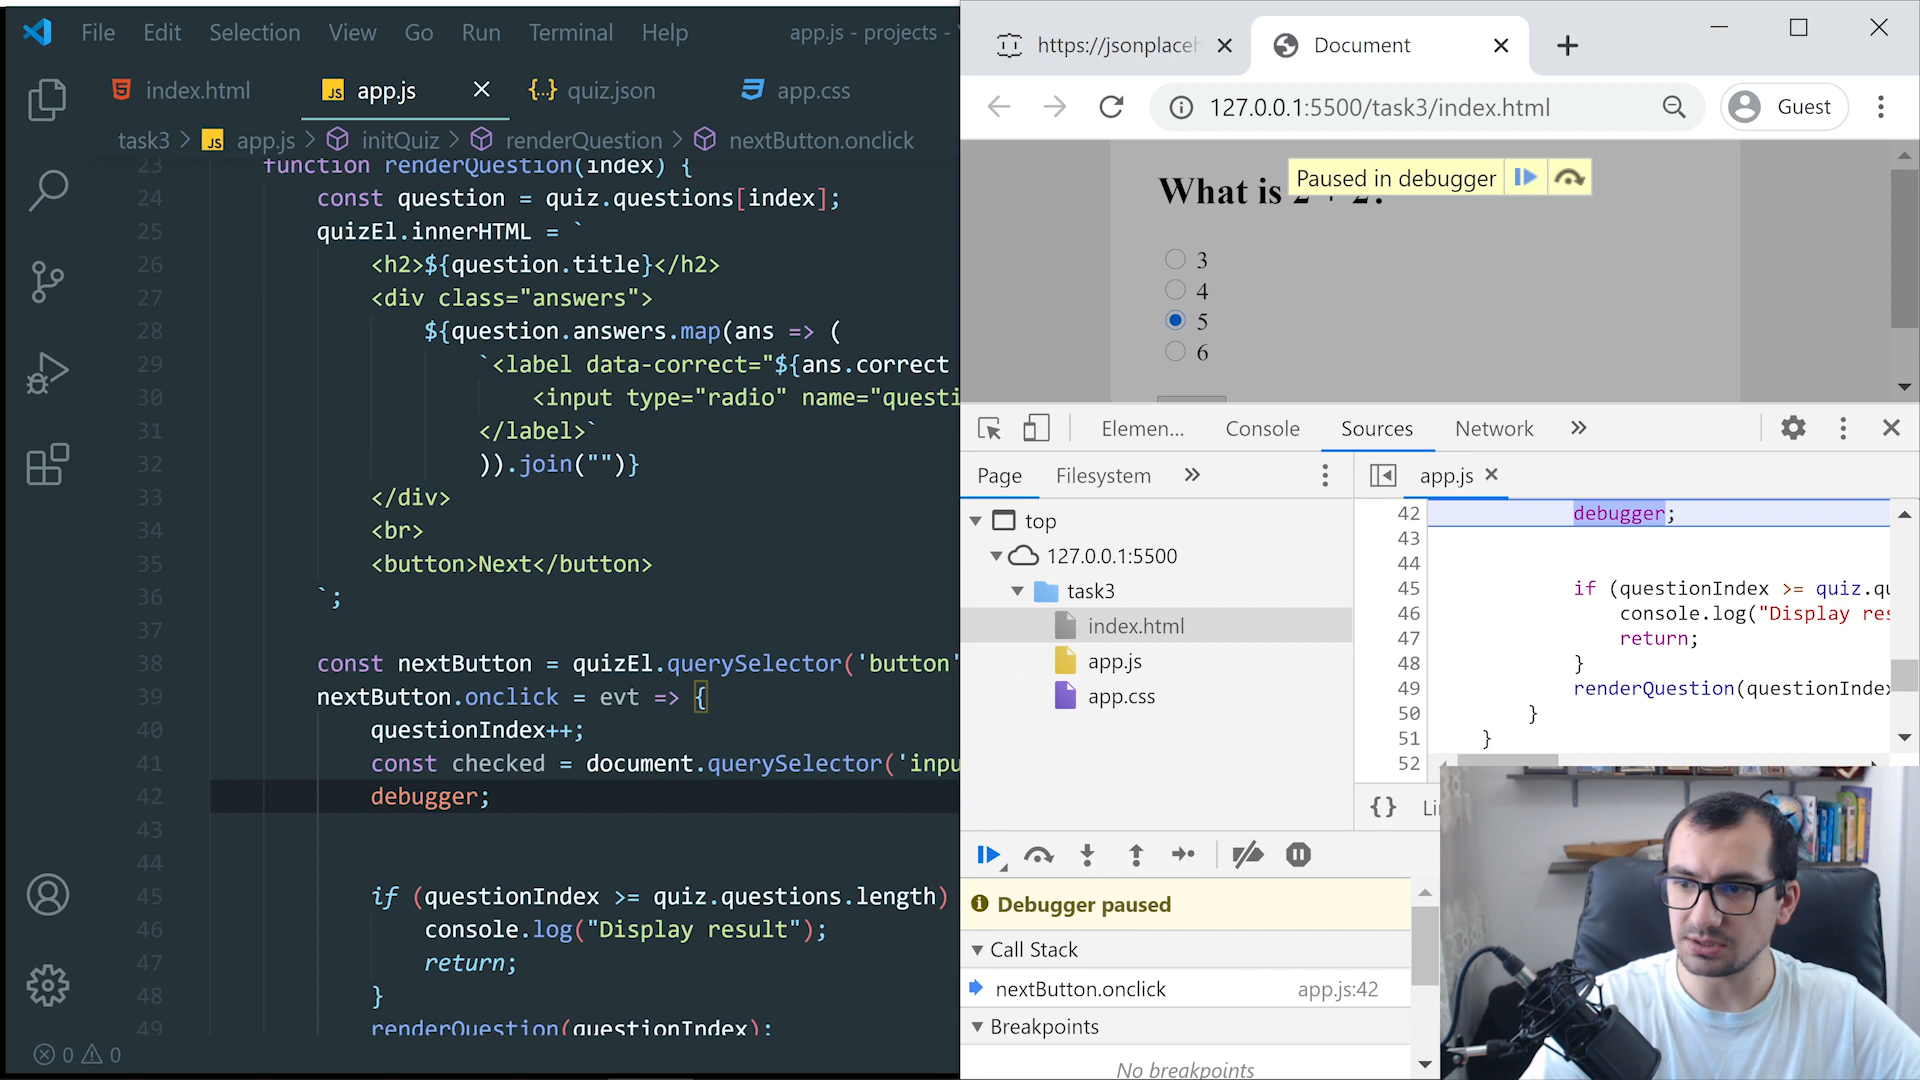 File Edit Selection View Go Run Terminal Help app.js - projects -
index.html JS app.js quiz.json app.css
task3 > JS app.js > initQuiz > renderQuestion > nextButton.onclick
23 function renderQuestion(index) {
24 const question = quiz.questions[index];
25 quizEl.innerHTML = `
26 <h2>${question.title}</h2>
27 <div class="answers">
28 ${question.answers.map(ans => (
29 `<label data-correct="${ans.correct
30 <input type="radio" name="questi
31 </label>`
32 )).join("")}
33 </div>
34 <br>
35 <button>Next</button>
36 `;
37
38 const nextButton = quizEl.querySelector('button'
39 nextButton.onclick = evt => {
40 questionIndex++;
41 const checked = document.querySelector('inpu
42 debugger;
43
44
45 if (questionIndex >= quiz.questions.length)
46 console.log("Display result");
47 return;
48 }
49 renderQuestion(questionIndex);
0 0
https://jsonplaceh Document
127.0.0.1:5500/task3/index.html Guest
What is 2 + 2?
Paused in debugger
3
4
5
6
Elemen... Console Sources Network »
Page Filesystem » app.js
top
127.0.0.1:5500
task3
index.html
app.js
app.css
42 debugger;
43
44
45 if (questionIndex >= quiz.qu
46 console.log("Display res
47 return;
48 }
49 renderQuestion(questionIndex
50 }
51 }
52
{} Li
Debugger paused
Call Stack
nextButton.onclick app.js:42
Breakpoints
No breakpoints